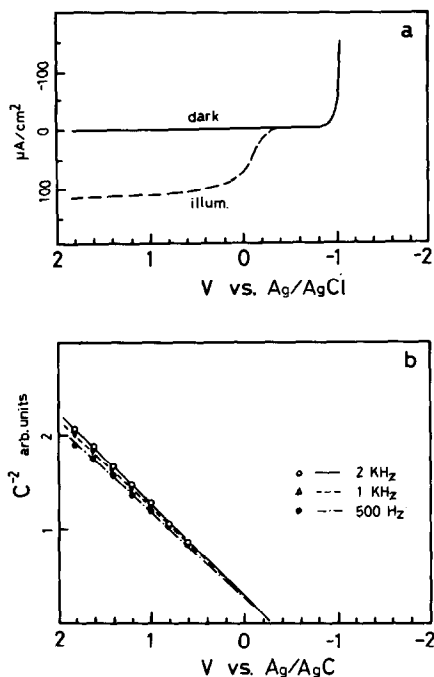 a
-100
0
100
μA/cm²
dark
illum.
2 1 0 -1 -2
V vs. Ag/AgCl
b
2
1
C⁻² arb. units
2 KHz
1 KHz
500 Hz
2 1 0 -1 -2
V vs. Ag/AgC